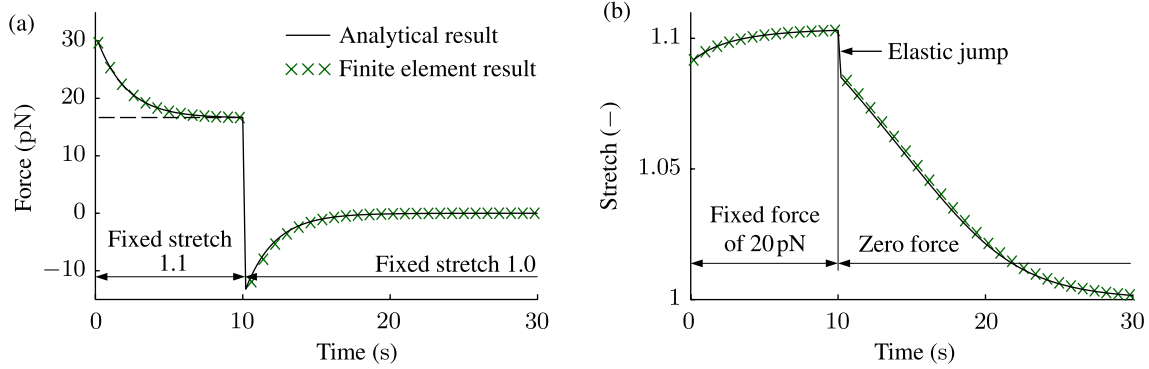 (a)
30
20
10
0
−10
Force (pN)
Analytical result
Finite element result
Fixed stretch
1.1
Fixed stretch 1.0
0
10
20
30
Time (s)
(b)
1.1
1.05
1
Stretch (−)
Elastic jump
Fixed force
of 20 pN
Zero force
0
10
20
30
Time (s)